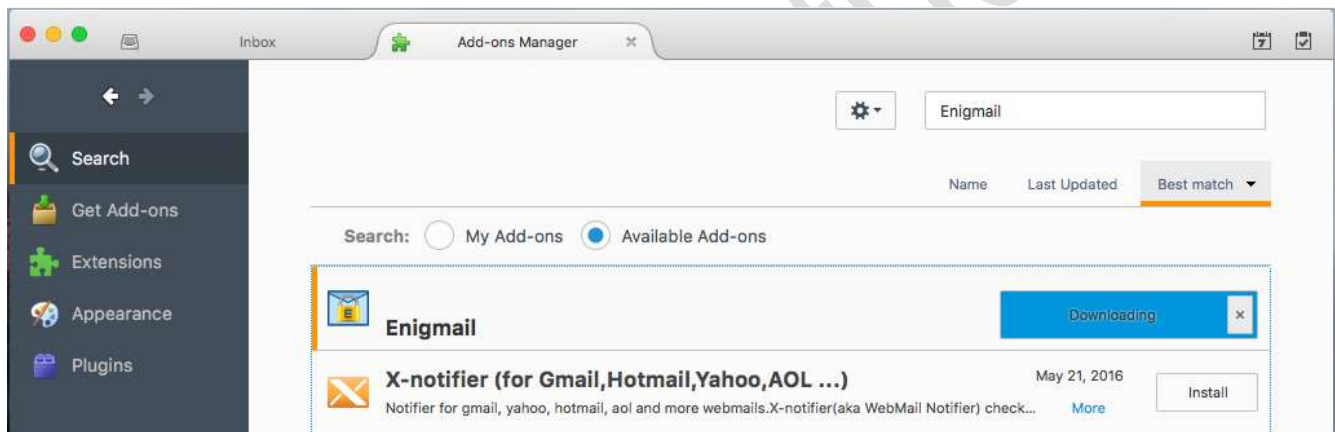 Inbox
Add-ons Manager
7
Enigmail
Search
Name Last Updated Best match
Get Add-ons
Search: My Add-ons Available Add-ons
Extensions
Appearance
E
Enigmail
Downloading
Plugins
X-notifier (for Gmail,Hotmail,Yahoo,AOL ...)
May 21, 2016
Install
Notifier for gmail, yahoo, hotmail, aol and more webmails.X-notifier(aka WebMail Notifier) check...
More